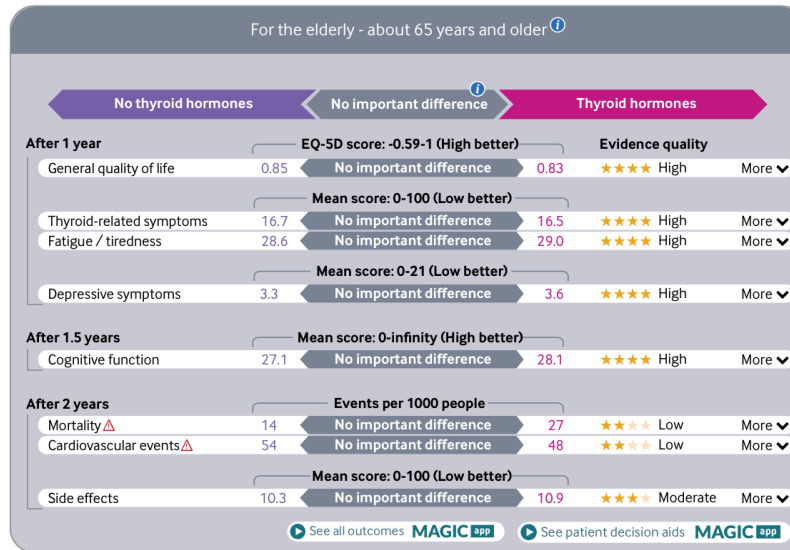 For the elderly - about 65 years and older i
i
No thyroid hormones No important difference Thyroid hormones
After 1 year EQ-5D score: -0.59-1 (High better) Evidence quality
General quality of life 0.85 No important difference 0.83 ★★★★ High More
Mean score: 0-100 (Low better)
Thyroid-related symptoms 16.7 No important difference 16.5 ★★★★ High More
Fatigue / tiredness 28.6 No important difference 29.0 ★★★★ High More
Mean score: 0-21 (Low better)
Depressive symptoms 3.3 No important difference 3.6 ★★★★ High More
After 1.5 years Mean score: 0-infinity (High better)
Cognitive function 27.1 No important difference 28.1 ★★★★ High More
After 2 years Events per 1000 people
Mortality 14 No important difference 27 ★★★★ Low More
Cardiovascular events 54 No important difference 48 ★★★★ Low More
Mean score: 0-100 (Low better)
Side effects 10.3 No important difference 10.9 ★★★★ Moderate More
See all outcomes MAGIC app See patient decision aids MAGIC app